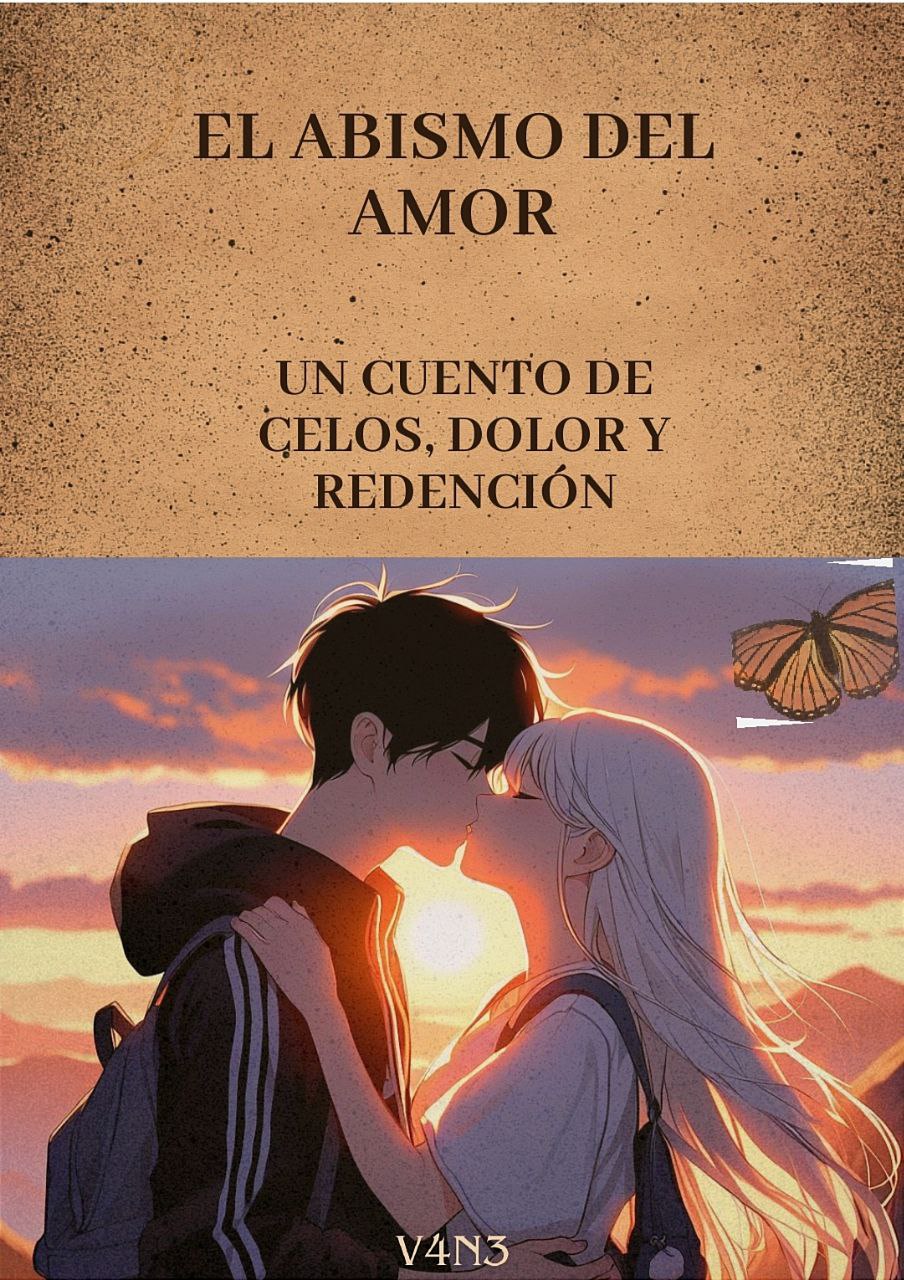 EL ABISMO DEL
AMOR
UN CUENTO DE
CELOS, DOLOR Y
REDENCIÓN
V4N3